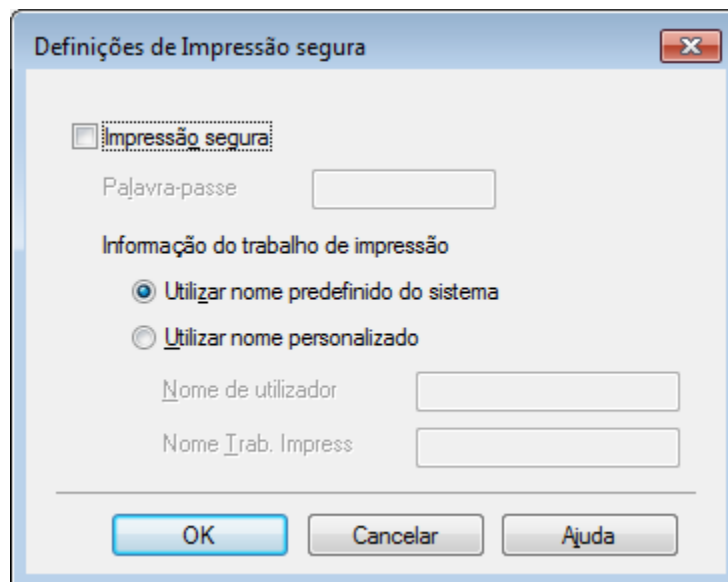 Definições de Impressão segura
Impressão segura
Palavra-passe
Informação do trabalho de impressão
Utilizar nome predefinido do sistema
Utilizar nome personalizado
Nome de utilizador
Nome Trab. Impress
OK Cancelar Ajuda